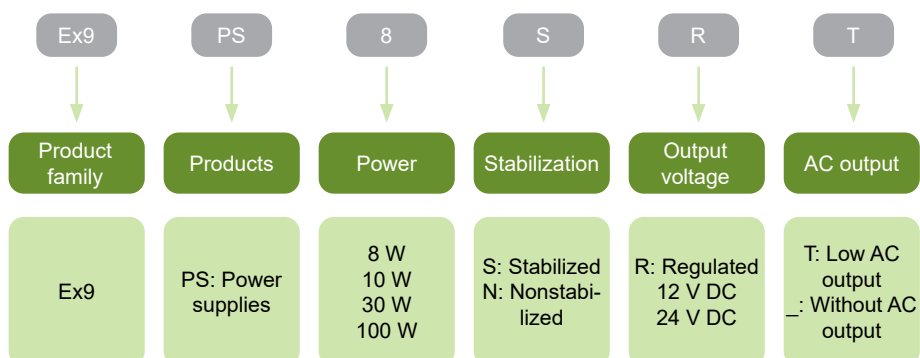 Ex9
PS
8
S
R
T
Product
family
Products
Power
Stabilization
Output
voltage
AC output
Ex9
PS: Power
supplies
8 W
10 W
30 W
100 W
S: Stabilized
N: Nonstabi-
lized
R: Regulated
12 V DC
24 V DC
T: Low AC
output
_: Without AC
output